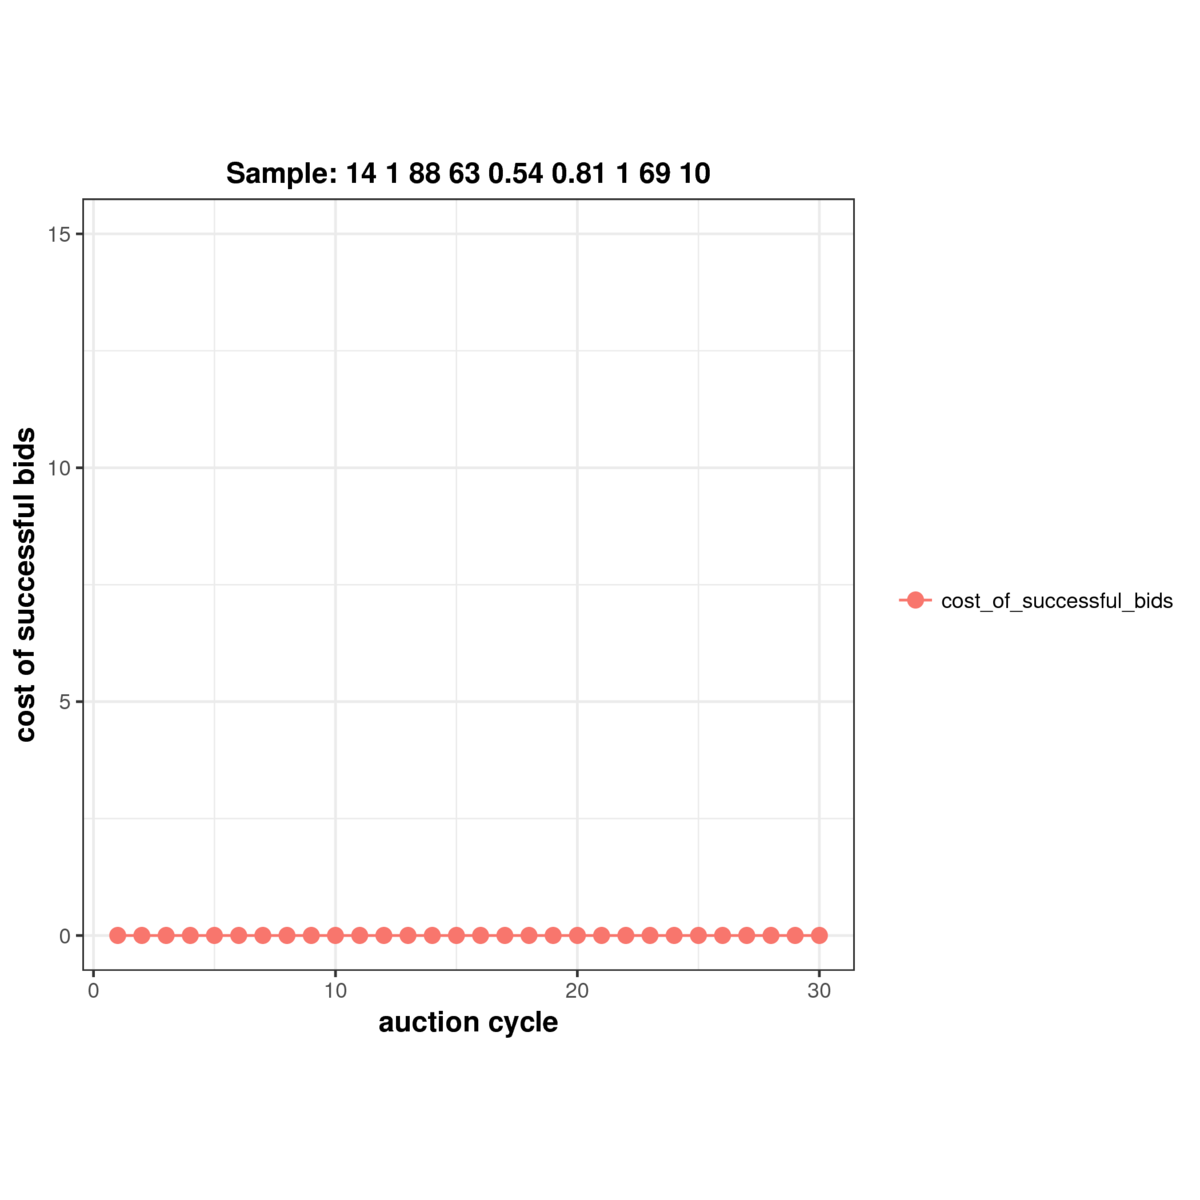 Sample: 14 1 88 63 0.54 0.81 1 69 10
15
10
5
0
cost of successful bids
0 10 20 30
auction cycle
cost_of_successful_bids